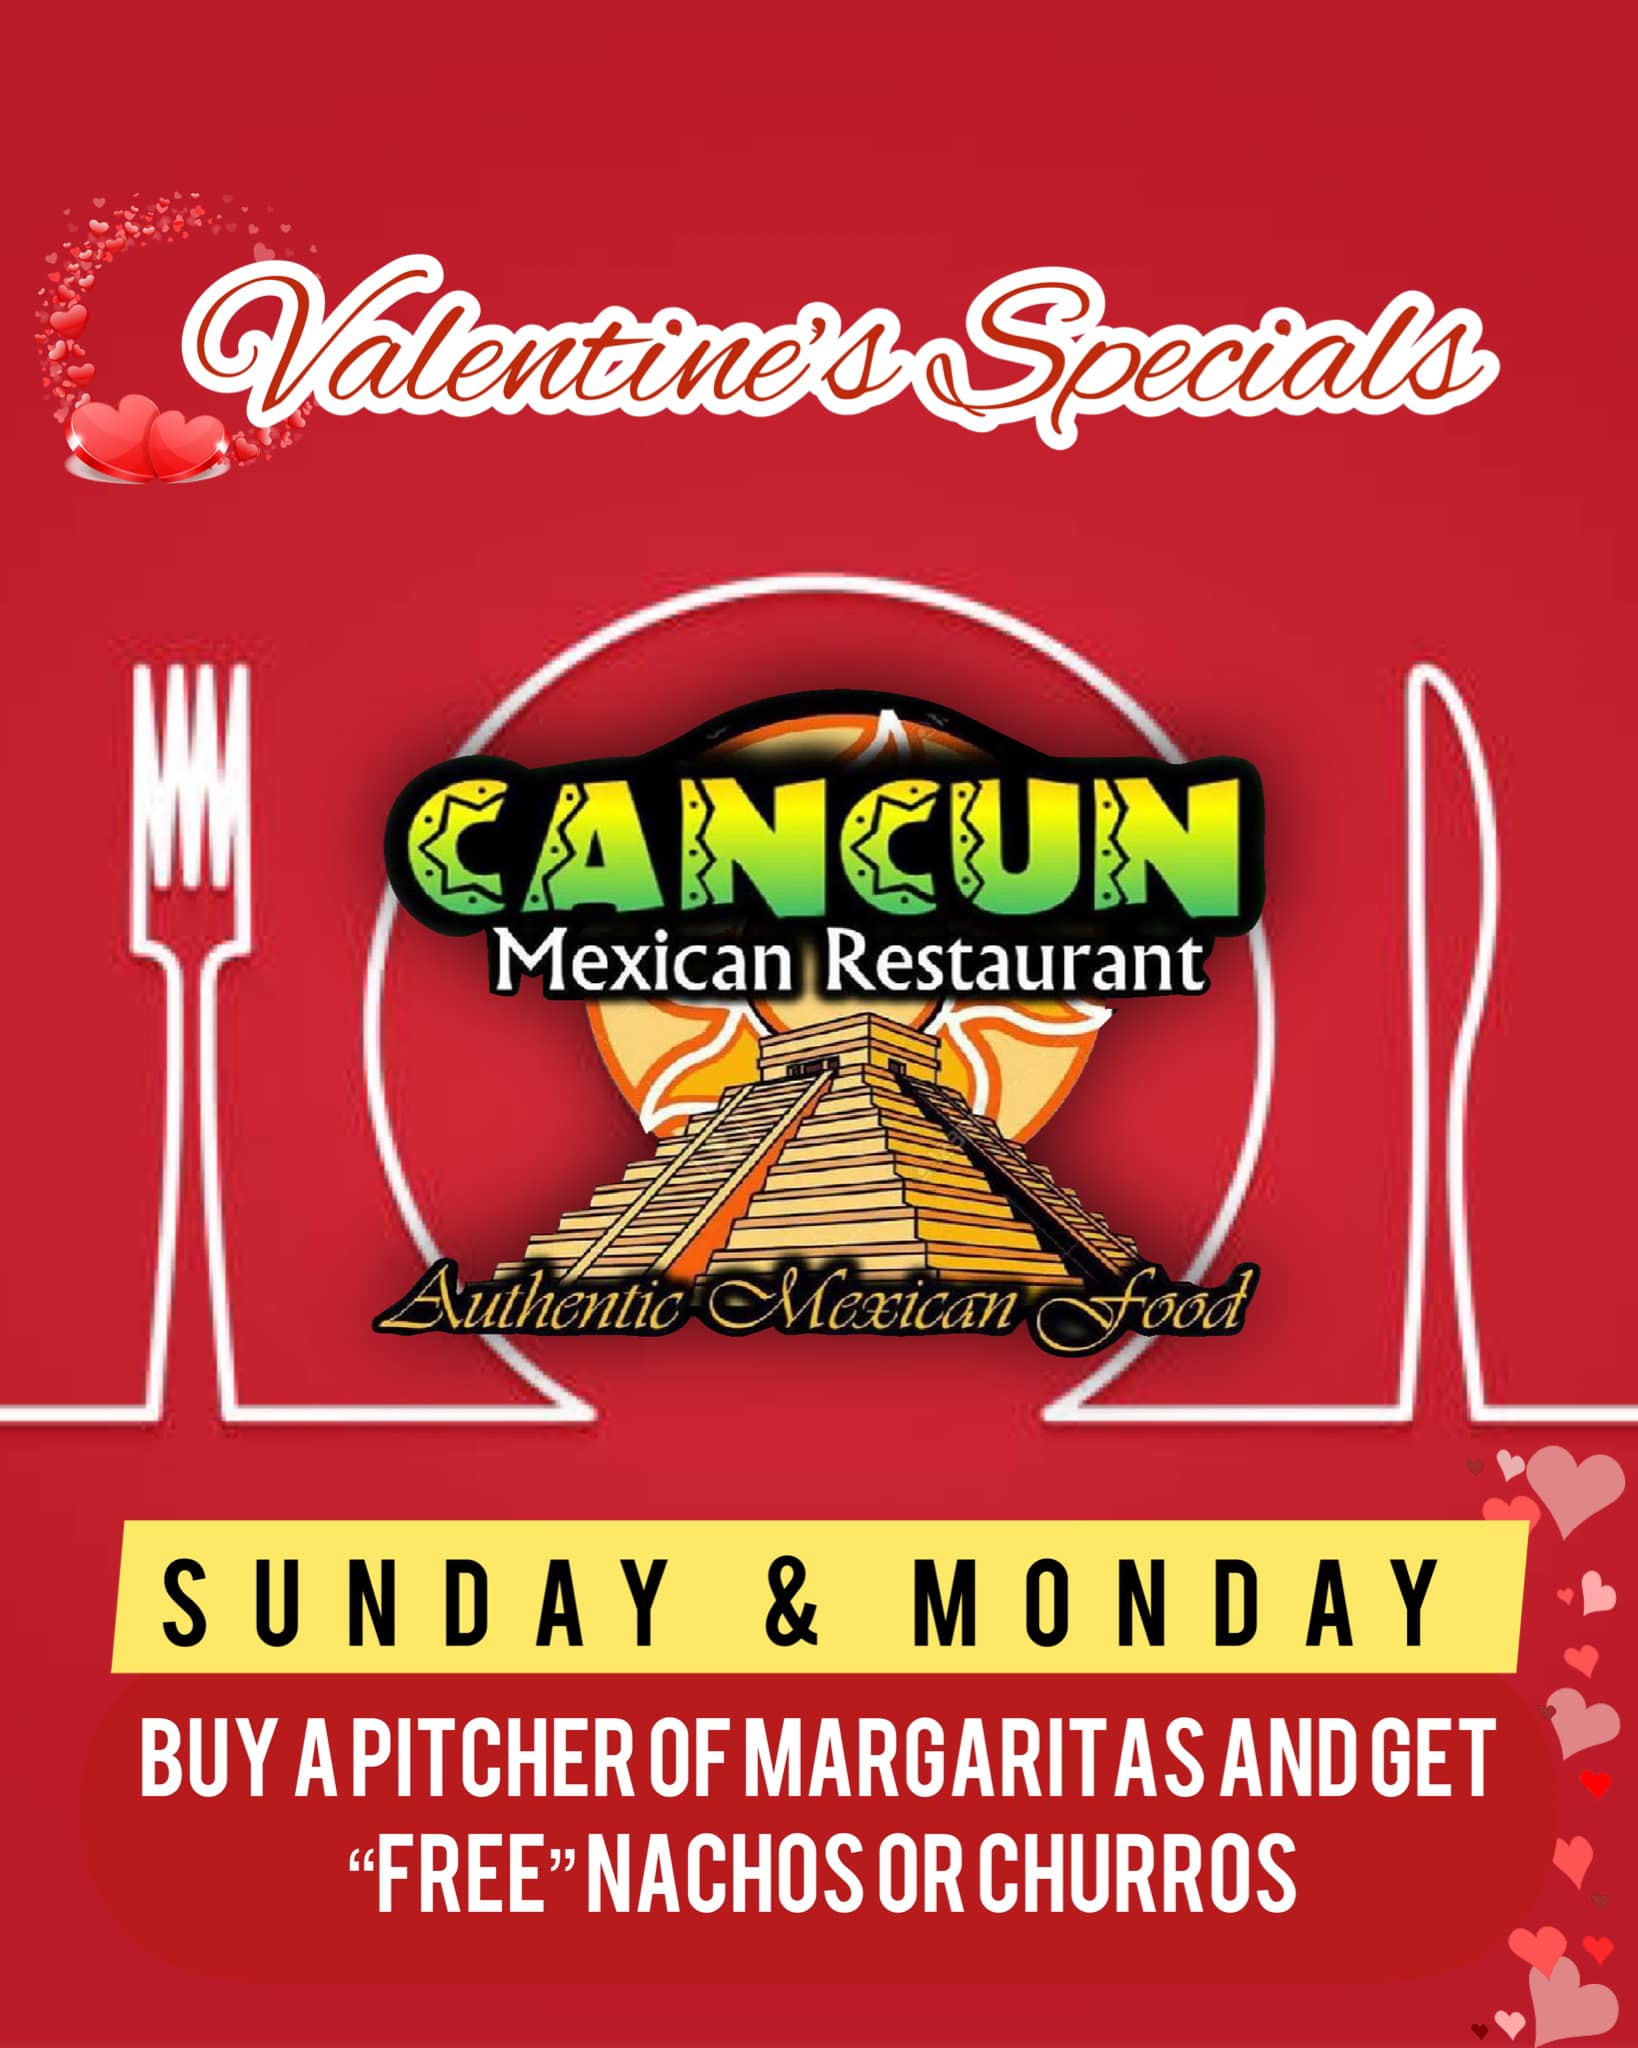 Valentine's Specials
CANCUN
Mexican Restaurant
Authentic Mexican Food
SUNDAY & MONDAY
BUY A PITCHER OF MARGARITAS AND GET
“FREE” NACHOS OR CHURROS